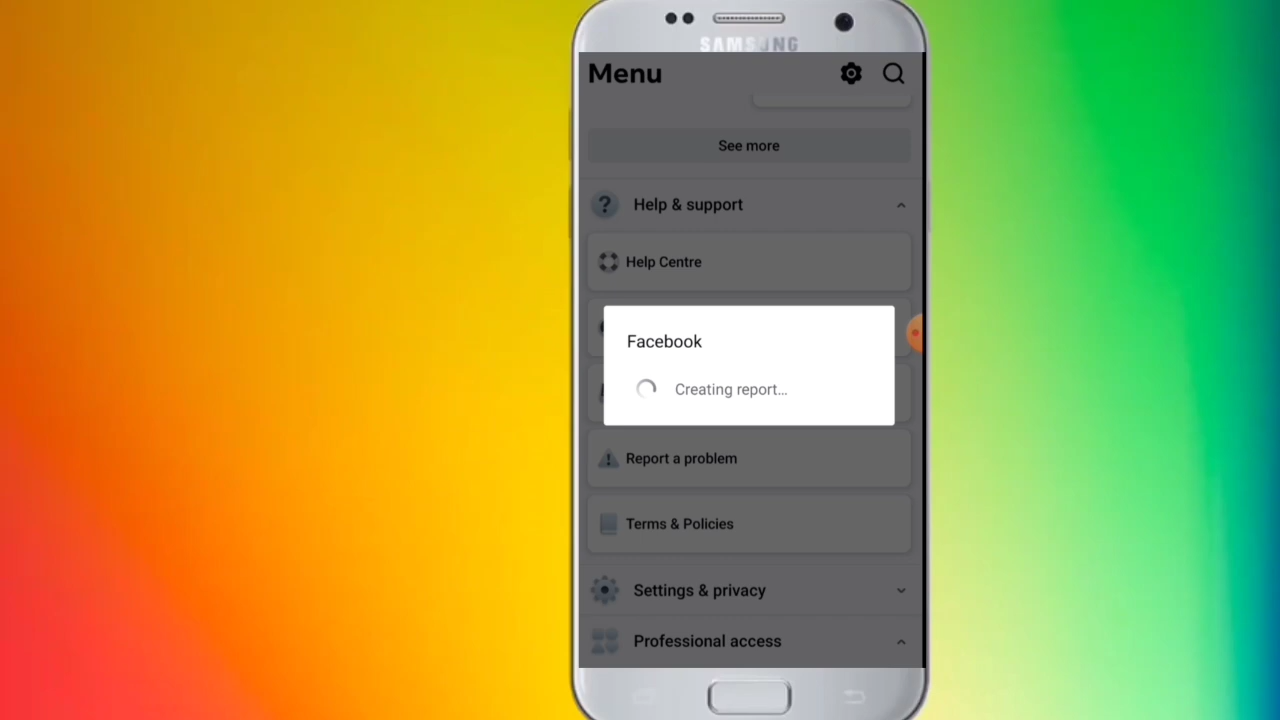 SAMSUNG
Menu
See more
Help & support
Help Centre
Facebook
Creating report...
Report a problem
Terms & Policies
Settings & privacy
Professional access